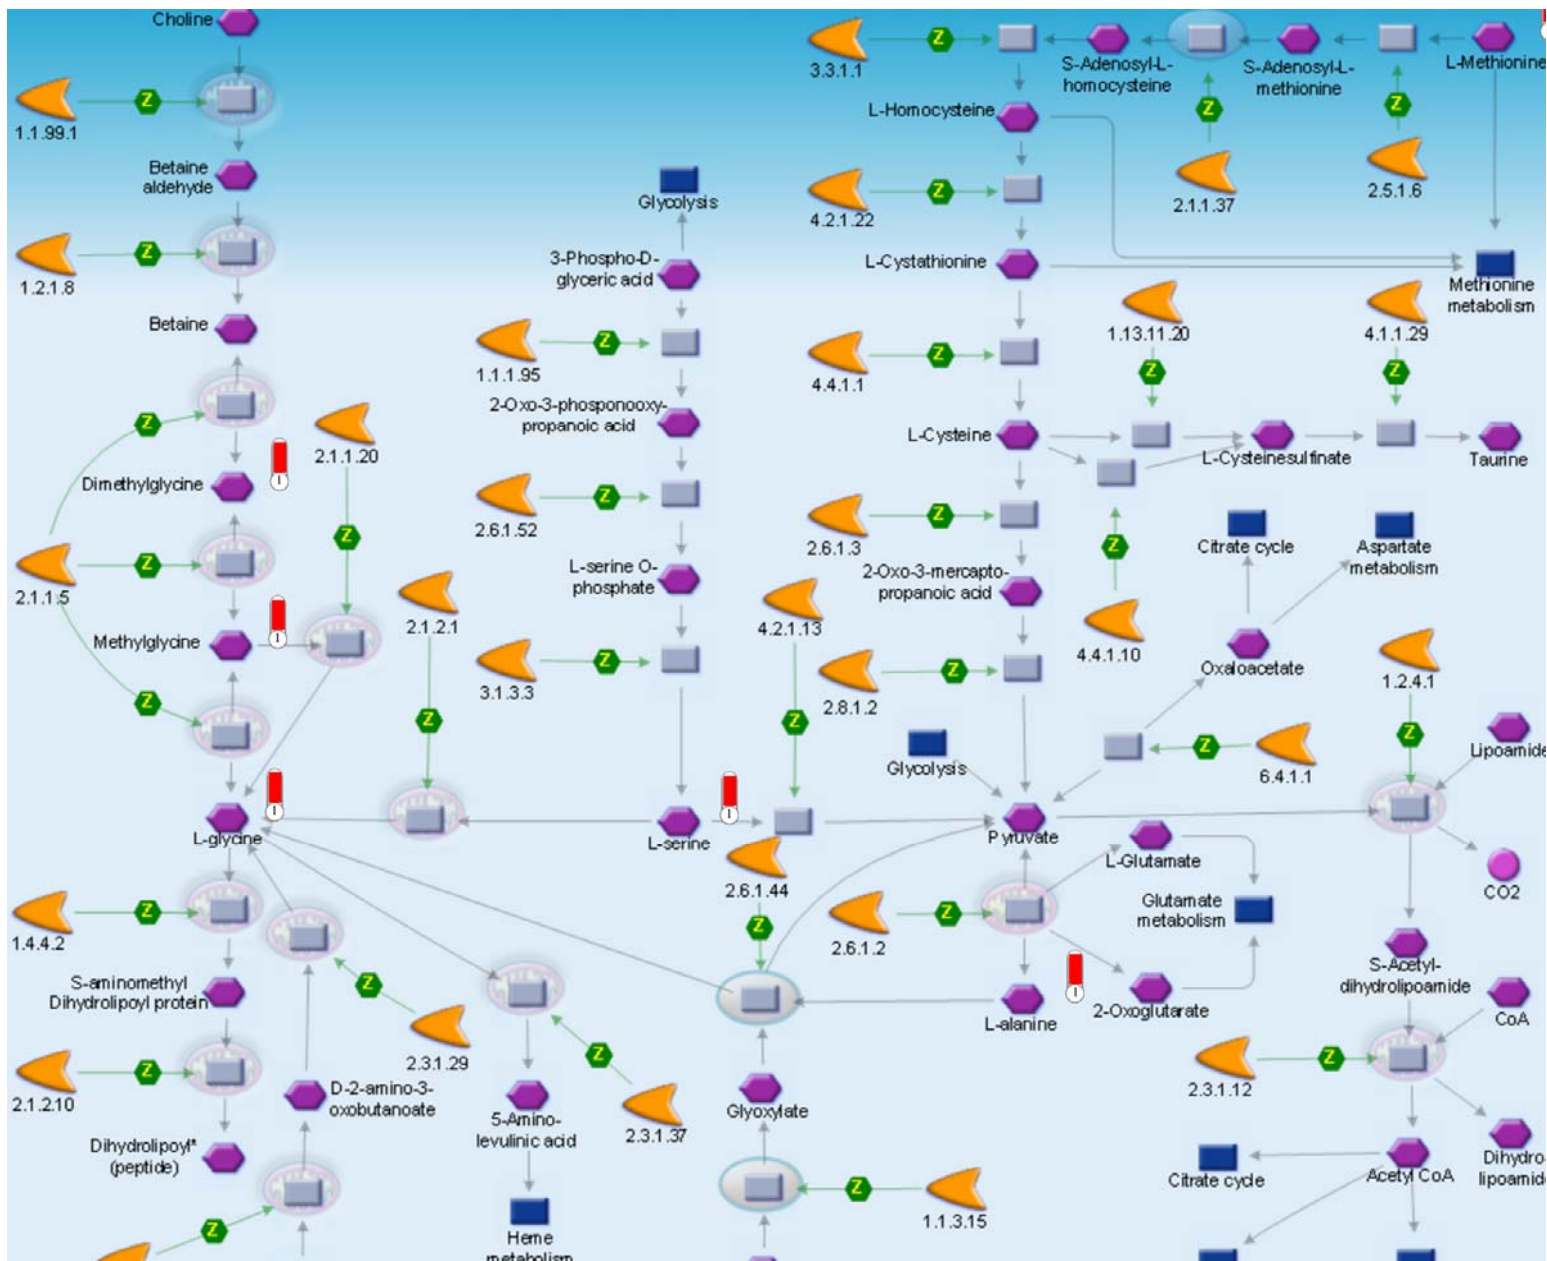 Choline
Z
1.1.99.1
Betaine
aldehyde
Z
1.2.1.8
Betaine
Z
2.1.1.20
Dimethylglycine
Z
Z
2.1.1.5
Methylglycine
Z
2.1.2.1
Z
L-glycine
Z
1.4.4.2
S-aminomethyl
Dihydrolipoyl protein
Z
2.1.2.10
Dihydrolipoyl*
(peptide)
Z
Z
2.3.1.29
D-2-amino-3-
oxobutanoate
Z
2.3.1.37
5-Amino-
levulinic acid
Heme
metabolism
Glycolysis
3-Phospho-D-
glyceric acid
Z
1.1.1.95
2-Oxo-3-phosponooxy-
propanoic acid
Z
2.6.1.52
L-serine O-
phosphate
Z
3.1.3.3
L-serine
4.2.1.13
Z
2.6.1.44
Z
Glyoxylate
Z
1.1.3.15
3.3.1.1
Z
S-Adenosyl-L-
homocysteine
S-Adenosyl-L-
methionine
L-Methionine
Z
Z
2.1.1.37
2.5.1.6
L-Homocysteine
Z
4.2.1.22
L-Cystathionine
Methionine
metabolism
1.13.11.20
4.1.1.29
Z
4.4.1.1
Z
Z
L-Cysteine
L-Cysteinesulfinate
Taurine
Z
2.6.1.3
Z
4.4.1.10
Citrate cycle
Aspartate
metabolism
2-Oxo-3-mercapto-
propanoic acid
Oxaloacetate
1.2.4.1
Z
2.8.1.2
Glycolysis
Z
6.4.1.1
Z
Lipoamide
Pyruvate
L-Glutamate
CO2
Z
2.6.1.2
Glutamate
metabolism
2-Oxoglutarate
L-alanine
S-Acetyl-
dihydrolipoamide
CoA
Z
2.3.1.12
Citrate cycle
Acetyl CoA
Dihydro-
lipoamide